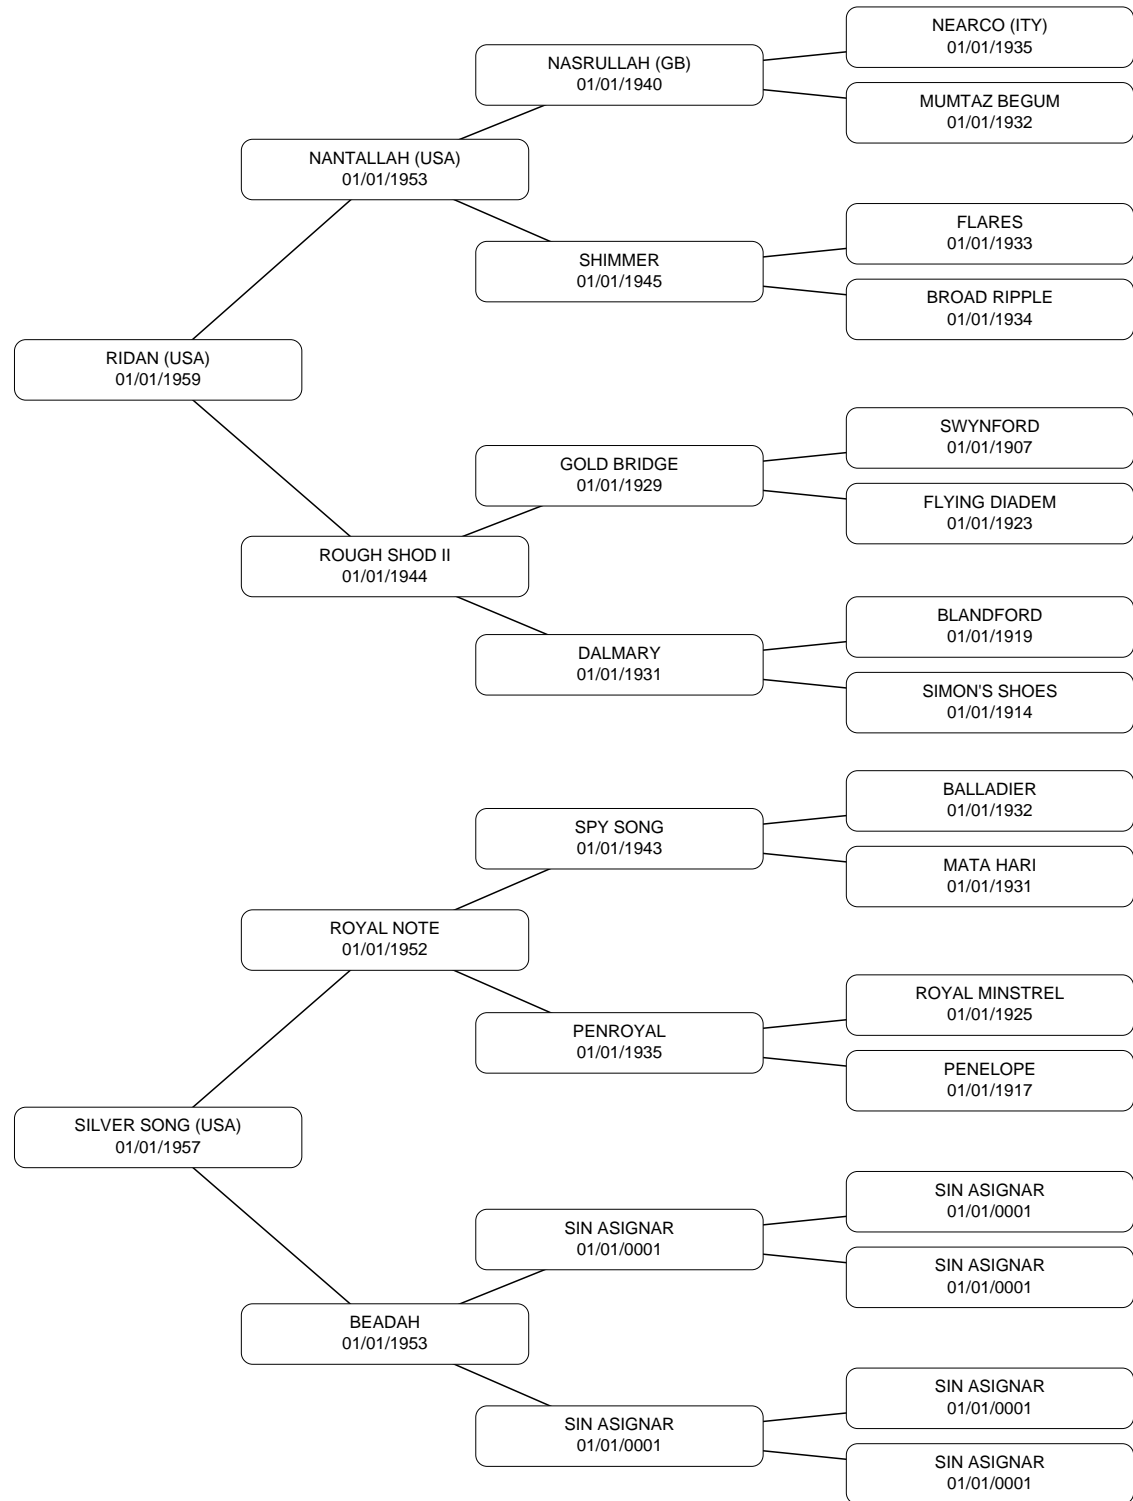 NEARCO (ITY)
01/01/1935
NASRULLAH (GB)
01/01/1940
MUMTAZ BEGUM
01/01/1932
NANTALLAH (USA)
01/01/1953
FLARES
01/01/1933
SHIMMER
01/01/1945
BROAD RIPPLE
01/01/1934
RIDAN (USA)
01/01/1959
SWYNFORD
01/01/1907
GOLD BRIDGE
01/01/1929
FLYING DIADEM
01/01/1923
ROUGH SHOD II
01/01/1944
BLANDFORD
01/01/1919
DALMARY
01/01/1931
SIMON'S SHOES
01/01/1914
BALLADIER
01/01/1932
SPY SONG
01/01/1943
MATA HARI
01/01/1931
ROYAL NOTE
01/01/1952
ROYAL MINSTREL
01/01/1925
PENROYAL
01/01/1935
PENELOPE
01/01/1917
SILVER SONG (USA)
01/01/1957
SIN ASIGNAR
01/01/0001
SIN ASIGNAR
01/01/0001
SIN ASIGNAR
01/01/0001
BEADAH
01/01/1953
SIN ASIGNAR
01/01/0001
SIN ASIGNAR
01/01/0001
SIN ASIGNAR
01/01/0001